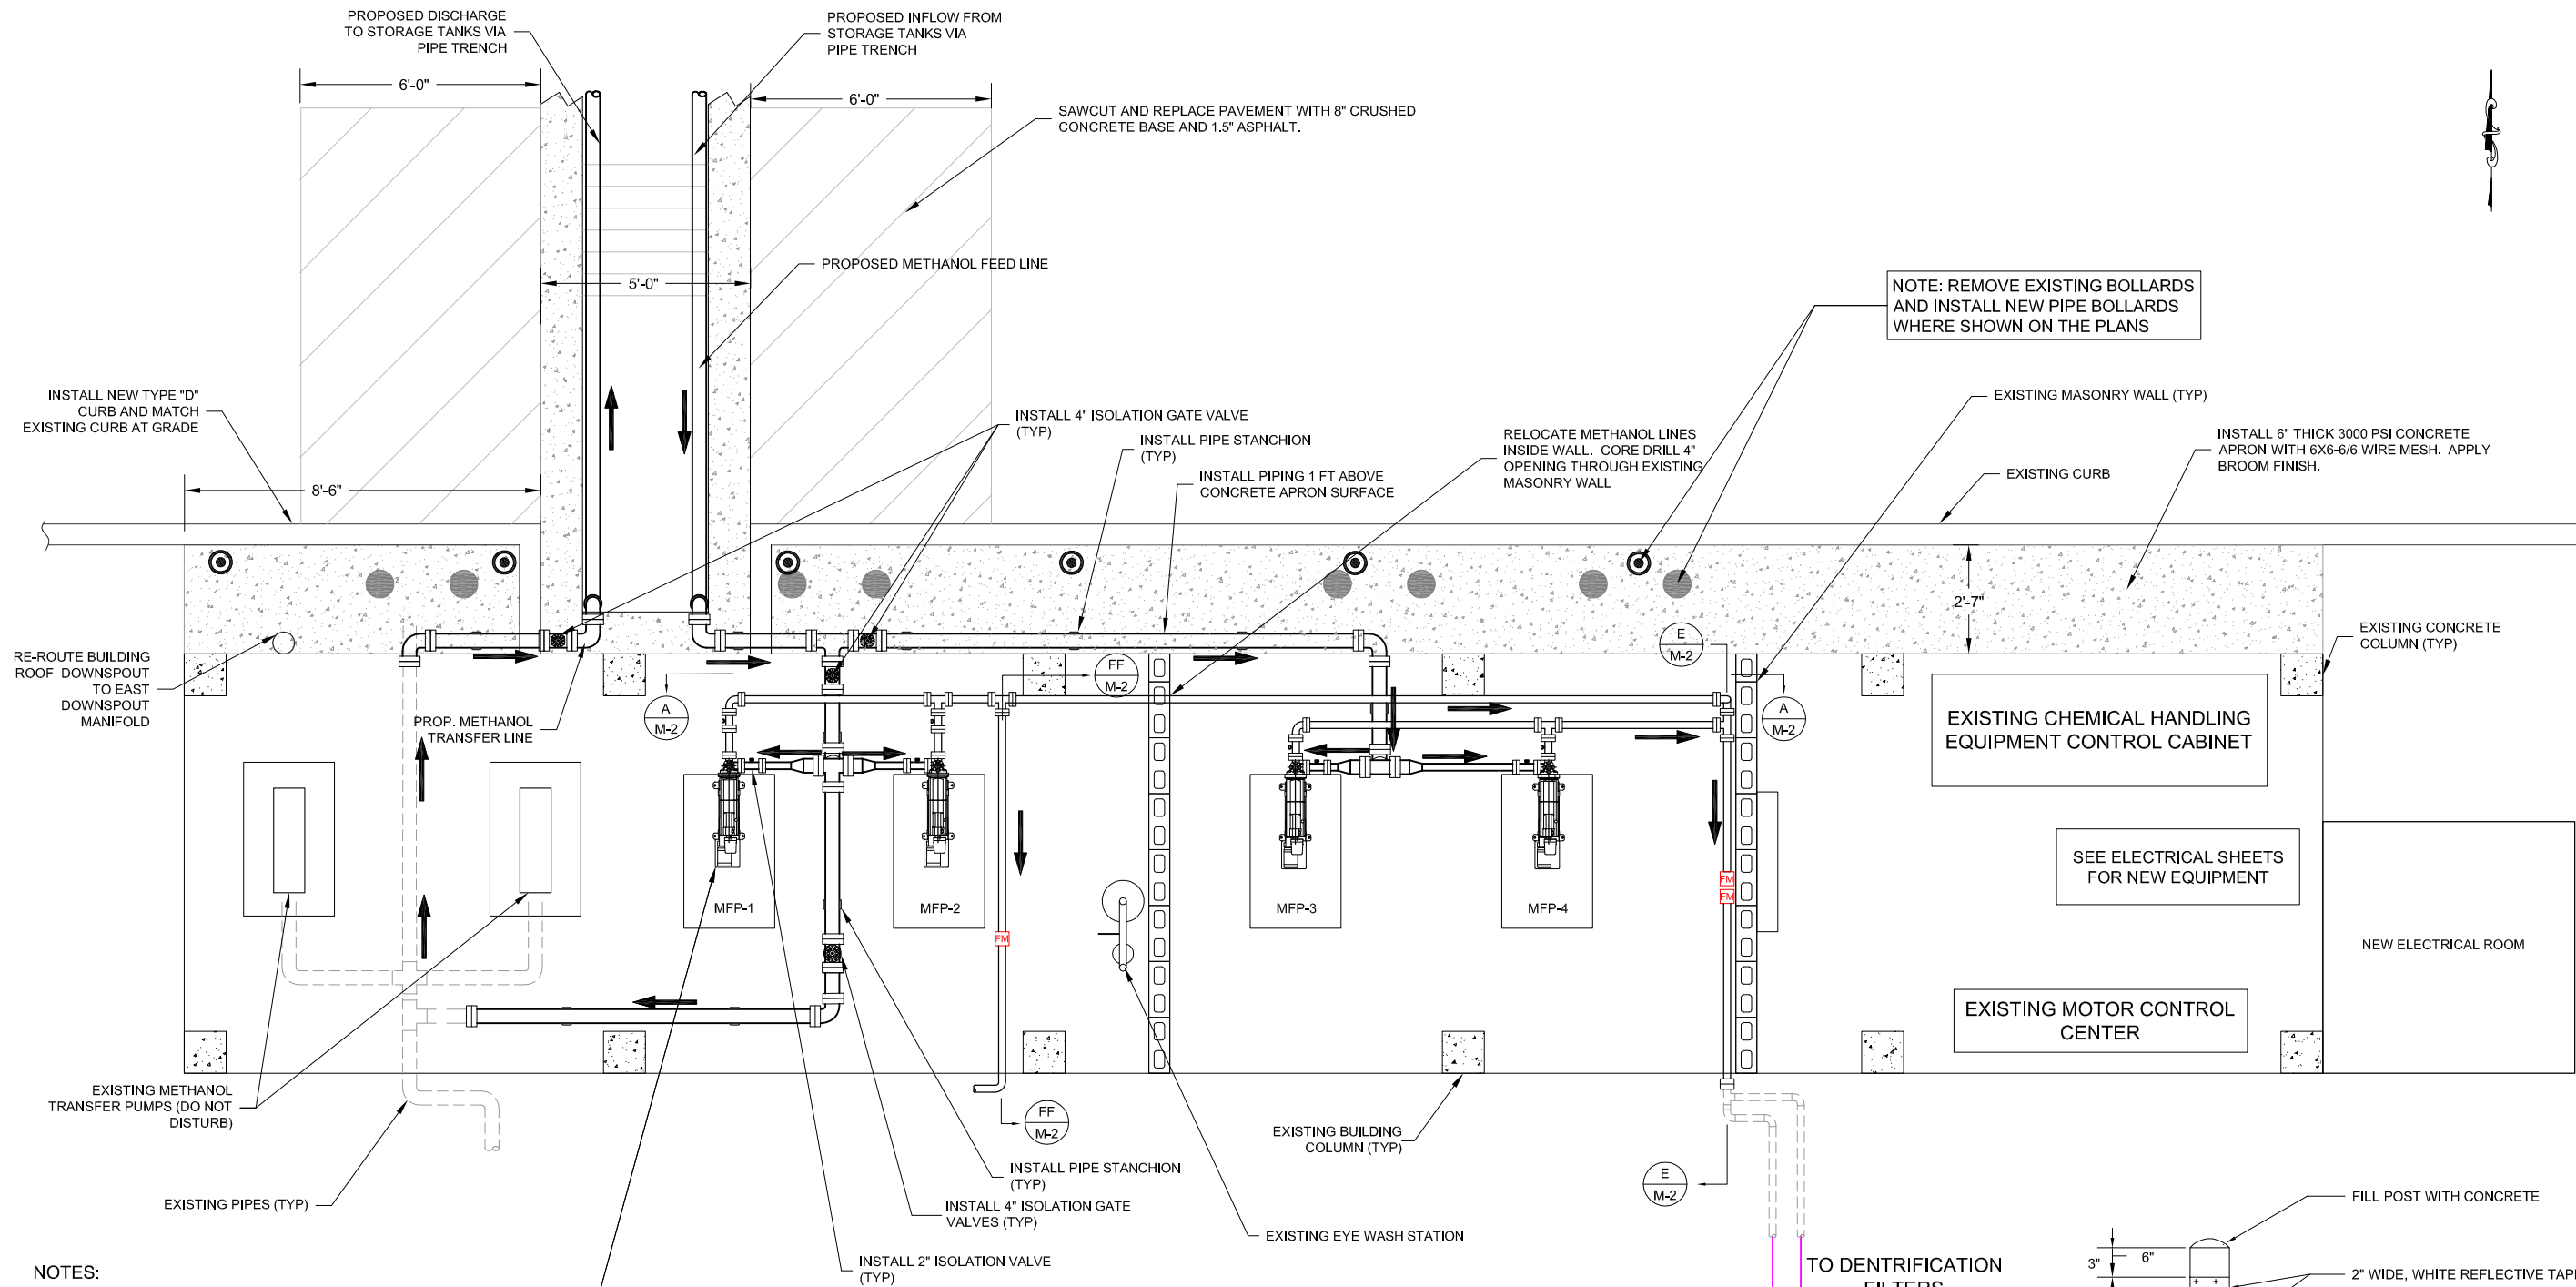 PROPOSED DISCHARGE
TO STORAGE TANKS VIA
PIPE TRENCH
PROPOSED INFLOW FROM
STORAGE TANKS VIA
PIPE TRENCH
6'-0"
6'-0"
SAWCUT AND REPLACE PAVEMENT WITH 8" CRUSHED
CONCRETE BASE AND 1.5" ASPHALT.
PROPOSED METHANOL FEED LINE
5'-0"
NOTE: REMOVE EXISTING BOLLARDS
AND INSTALL NEW PIPE BOLLARDS
WHERE SHOWN ON THE PLANS
INSTALL NEW TYPE "D"
CURB AND MATCH
EXISTING CURB AT GRADE
INSTALL 4" ISOLATION GATE VALVE
(TYP)
INSTALL PIPE STANCHION
(TYP)
INSTALL PIPING 1 FT ABOVE
CONCRETE APRON SURFACE
RELOCATE METHANOL LINES
INSIDE WALL. CORE DRILL 4"
OPENING THROUGH EXISTING
MASONRY WALL
EXISTING MASONRY WALL (TYP)
INSTALL 6" THICK 3000 PSI CONCRETE
APRON WITH 6X6-6/6 WIRE MESH. APPLY
BROOM FINISH.
EXISTING CURB
8'-6"
2'-7"
RE-ROUTE BUILDING
ROOF DOWNSPOUT
TO EAST
DOWNSPOUT
MANIFOLD
PROP. METHANOL
TRANSFER LINE
A
M-2
FF
M-2
E
M-2
A
M-2
EXISTING CONCRETE
COLUMN (TYP)
EXISTING CHEMICAL HANDLING
EQUIPMENT CONTROL CABINET
SEE ELECTRICAL SHEETS
FOR NEW EQUIPMENT
MFP-1
MFP-2
MFP-3
MFP-4
FM
FM
FM
NEW ELECTRICAL ROOM
EXISTING MOTOR CONTROL
CENTER
EXISTING METHANOL
TRANSFER PUMPS (DO NOT
DISTURB)
FF
M-2
EXISTING BUILDING
COLUMN (TYP)
E
M-2
EXISTING PIPES (TYP)
INSTALL PIPE STANCHION
(TYP)
INSTALL 4" ISOLATION GATE
VALVES (TYP)
EXISTING EYE WASH STATION
INSTALL 2" ISOLATION VALVE
(TYP)
NOTES:
TO DENTRIFICATION
FILTERS
FILL POST WITH CONCRETE
3"
6"
2" WIDE, WHITE REFLECTIVE TAPE